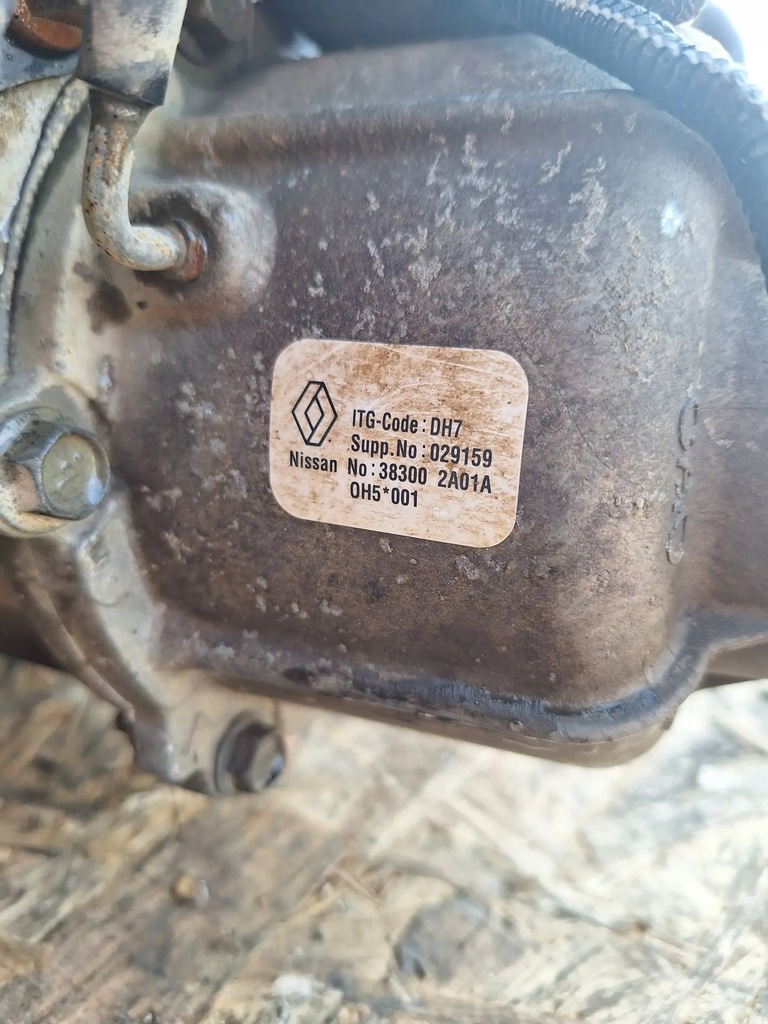 ITG-Code : DH7
Supp.No : 029159
Nissan No : 38300 2A01A
OH5*001